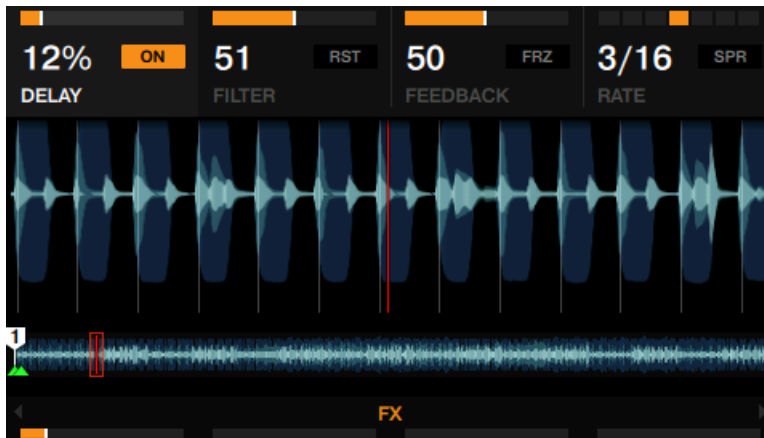 12% ON 51 RST 50 FRZ 3/16 SPR
DELAY FILTER FEEDBACK RATE
1
FX